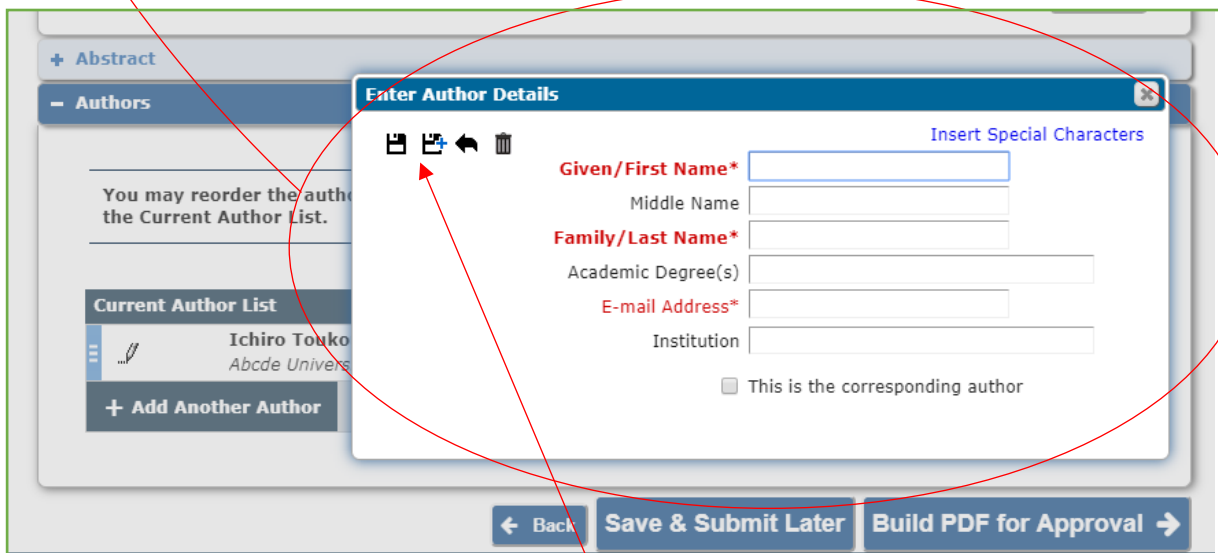 + Abstract
− Authors
You may reorder the autho
the Current Author List.
Current Author List
Ichiro Touko
Abcde Univers
+ Add Another Author
Enter Author Details
Insert Special Characters
Given/First Name*
Middle Name
Family/Last Name*
Academic Degree(s)
E-mail Address*
Institution
This is the corresponding author
← Back
Save & Submit Later
Build PDF for Approval →